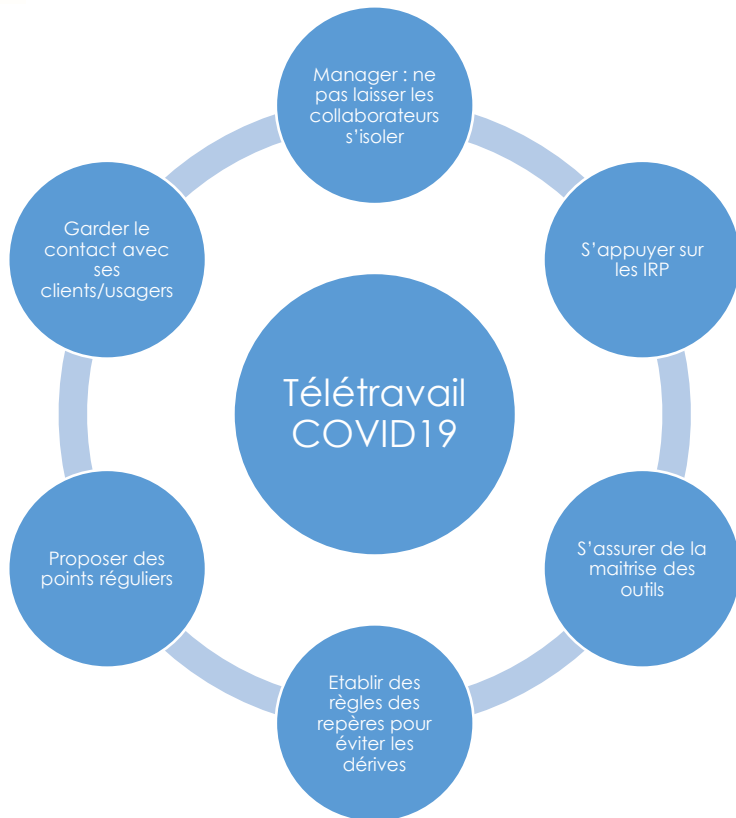 Manager : ne
pas laisser les
collaborateurs
s'isoler
S'appuyer sur
les IRP
S'assurer de la
maitrise des
outils
Etablir des
règles des
repères pour
éviter les
dérives
Proposer des
points réguliers
Garder le
contact avec
ses
clients/usagers
Télétravail
COVID19